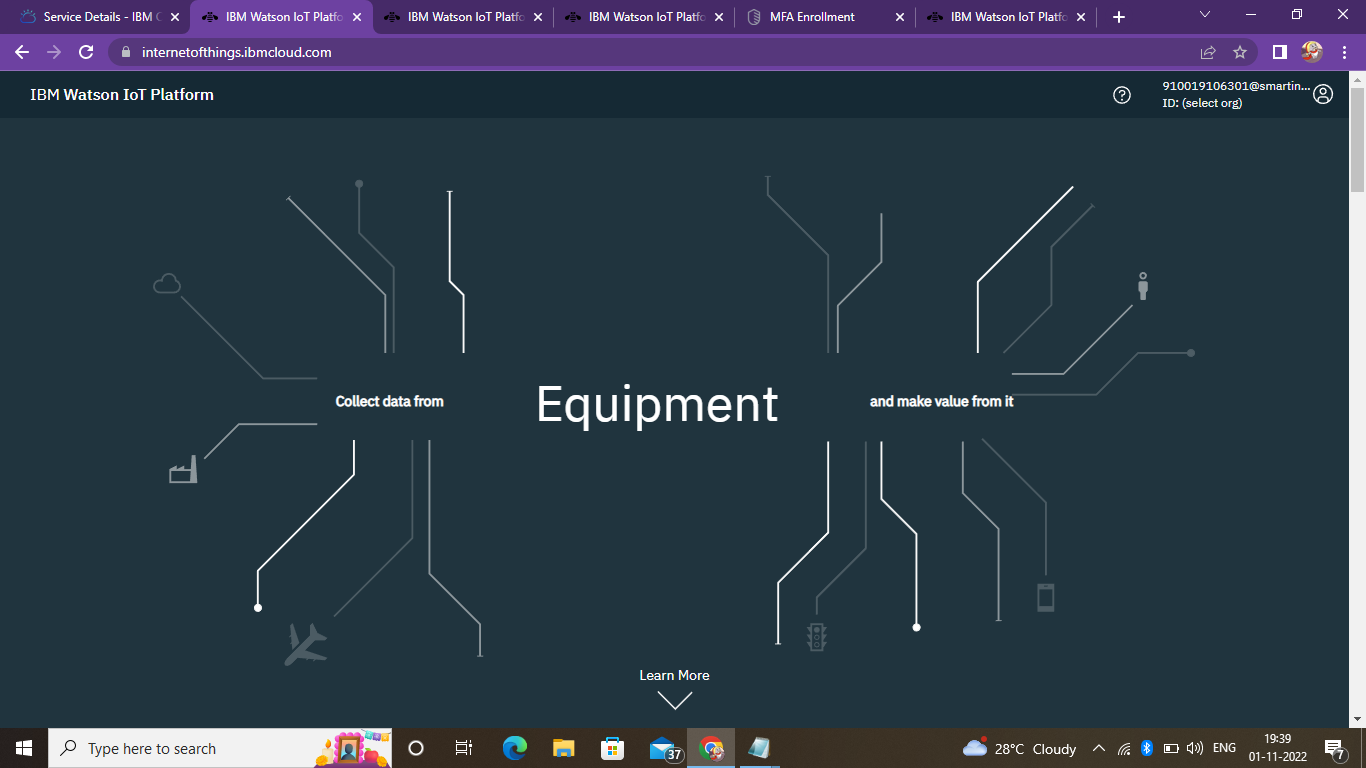 Service Details - IBM C
IBM Watson IoT Platfo
IBM Watson IoT Platfo
IBM Watson IoT Platfo
MFA Enrollment
IBM Watson IoT Platfo
internetofthings.ibmcloud.com
IBM Watson IoT Platform
910019106301@smartin...
ID: (select org)
Collect data from
Equipment
and make value from it
Learn More
Type here to search
37
28°C Cloudy
ENG
19:39
01-11-2022
7